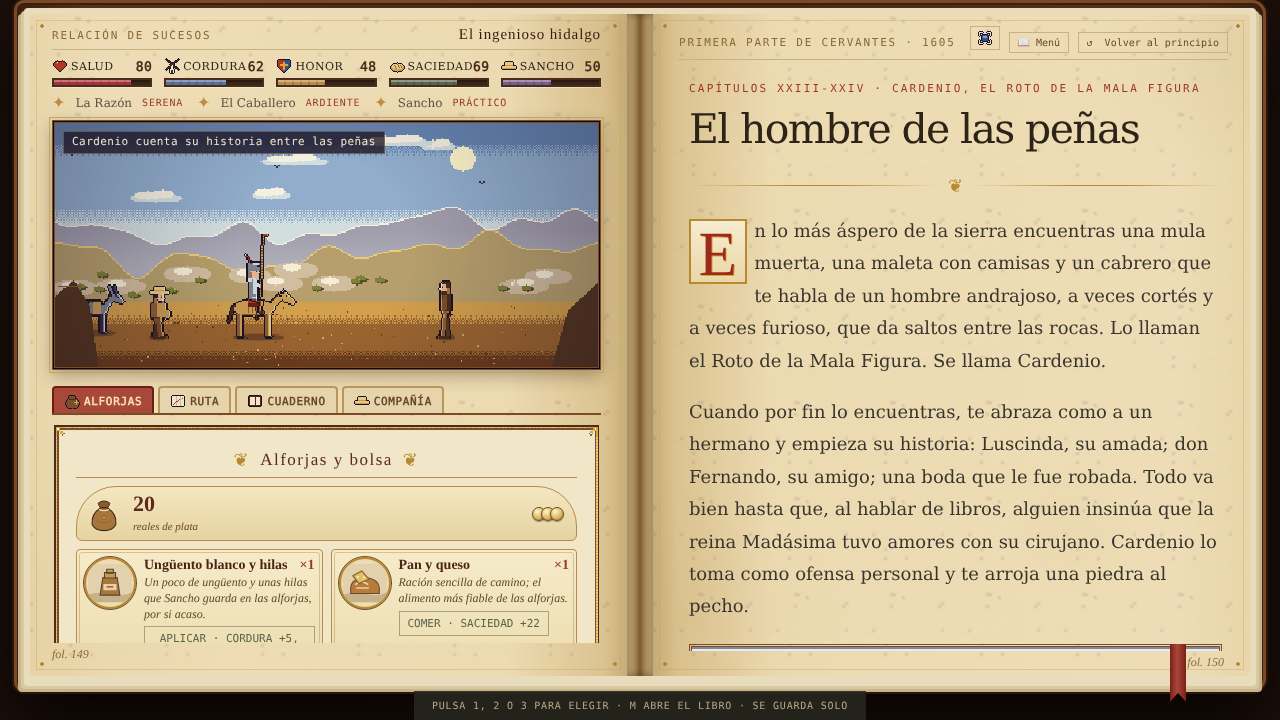 RELACIÓN DE SUCESOS
El ingenioso hidalgo
SALUD 80
CORDURA 62
HONOR 48
SACIEDAD 69
SANCHO 50
La Razón SERENA
El Caballero ARDIENTE
Sancho PRÁCTICO
Cardenio cuenta su historia entre las peñas
ALFORJAS
RUTA
CUADERNO
COMPAÑÍA
Alforjas y bolsa
20
reales de plata
Ungüento blanco y hilas ×1
Un poco de ungüento y unas hilas
que Sancho guarda en las alforjas,
por si acaso.
APLICAR · CORDURA +5,
Pan y queso ×1
Ración sencilla de camino; el
alimento más fiable de las alforjas.
COMER · SACIEDAD +22
fol. 149
PRIMERA PARTE DE CERVANTES · 1605
Menú
Volver al principio
CAPÍTULOS XXIII-XXIV · CARDENIO, EL ROTO DE LA MALA FIGURA
El hombre de las peñas
En lo más áspero de la sierra encuentras una mula
muerta, una maleta con camisas y un cabrero que
te habla de un hombre andrajoso, a veces cortés y
a veces furioso, que da saltos entre las rocas. Lo llaman
el Roto de la Mala Figura. Se llama Cardenio.
Cuando por fin lo encuentras, te abraza como a un
hermano y empieza su historia: Luscinda, su amada; don
Fernando, su amigo; una boda que le fue robada. Todo va
bien hasta que, al hablar de libros, alguien insinúa que la
reina Madásima tuvo amores con su cirujano. Cardenio lo
toma como ofensa personal y te arroja una piedra al
pecho.
fol. 150
PULSA 1, 2 O 3 PARA ELEGIR · M ABRE EL LIBRO · SE GUARDA SOLO